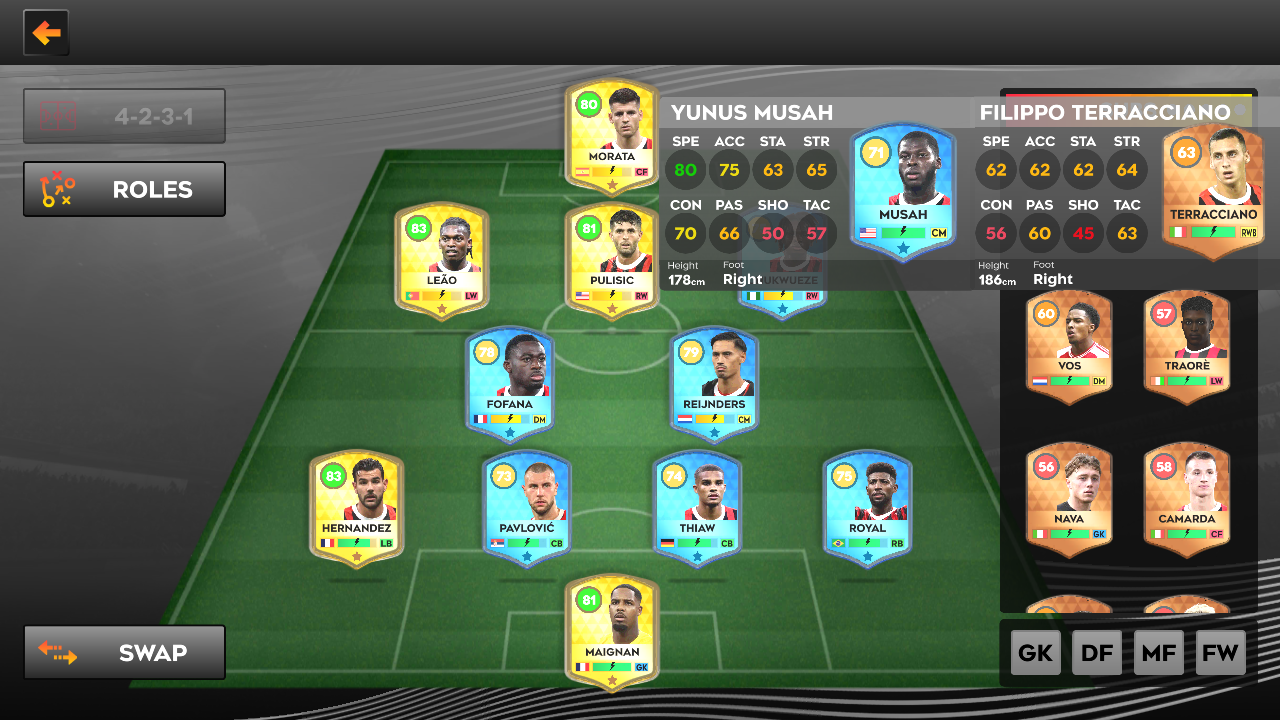 4-2-3-1
ROLES
SWAP
80
MORATA
CF
83
LEÃO
LW
81
PULISIC
RW
UKWUEZE
RW
78
FOFANA
DM
79
REIJNDERS
CM
83
HERNANDEZ
LB
73
PAVLOVIĆ
CB
74
THIAW
CB
75
ROYAL
RB
81
MAIGNAN
GK
YUNUS MUSAH
SPE ACC STA STR
80 75 63 65
CON PAS SHO TAC
70 66 50 57
Height Foot
178cm Right
71
MUSAH
CM
FILIPPO TERRACCIANO
SPE ACC STA STR
62 62 62 64
CON PAS SHO TAC
56 60 45 63
Height Foot
186cm Right
63
TERRACCIANO
RWB
60
VOS
DM
57
TRAORÈ
LW
56
NAVA
GK
58
CAMARDA
CF
GK DF MF FW